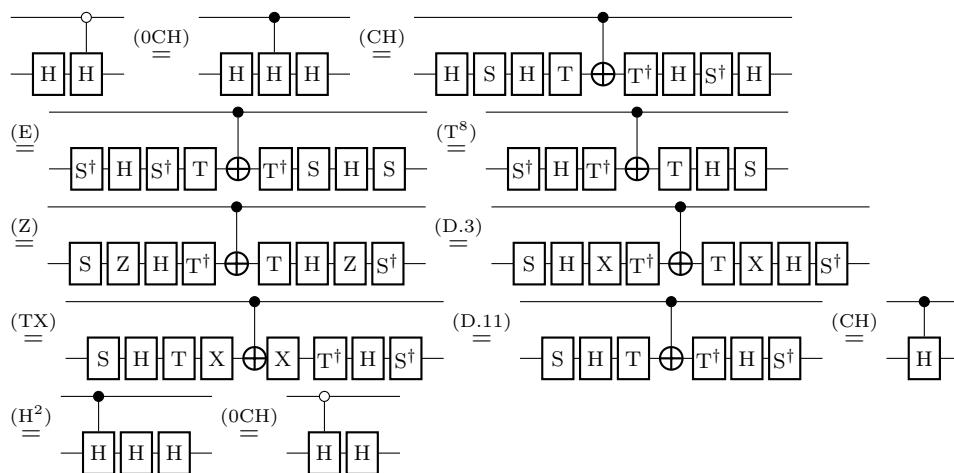 H H (0CH) = H H H (CH) = H S H T T† H S† H
(E) = S† H S† T T† S H S (T⁸) = S† H T† T H S
(Z) = S Z H T† T H Z S† (D.3) = S H X T† T X H S†
(TX) = S H T X X T† H S† (D.11) = S H T T† H S† (CH) = H
(H²) = H H H (0CH) = H H